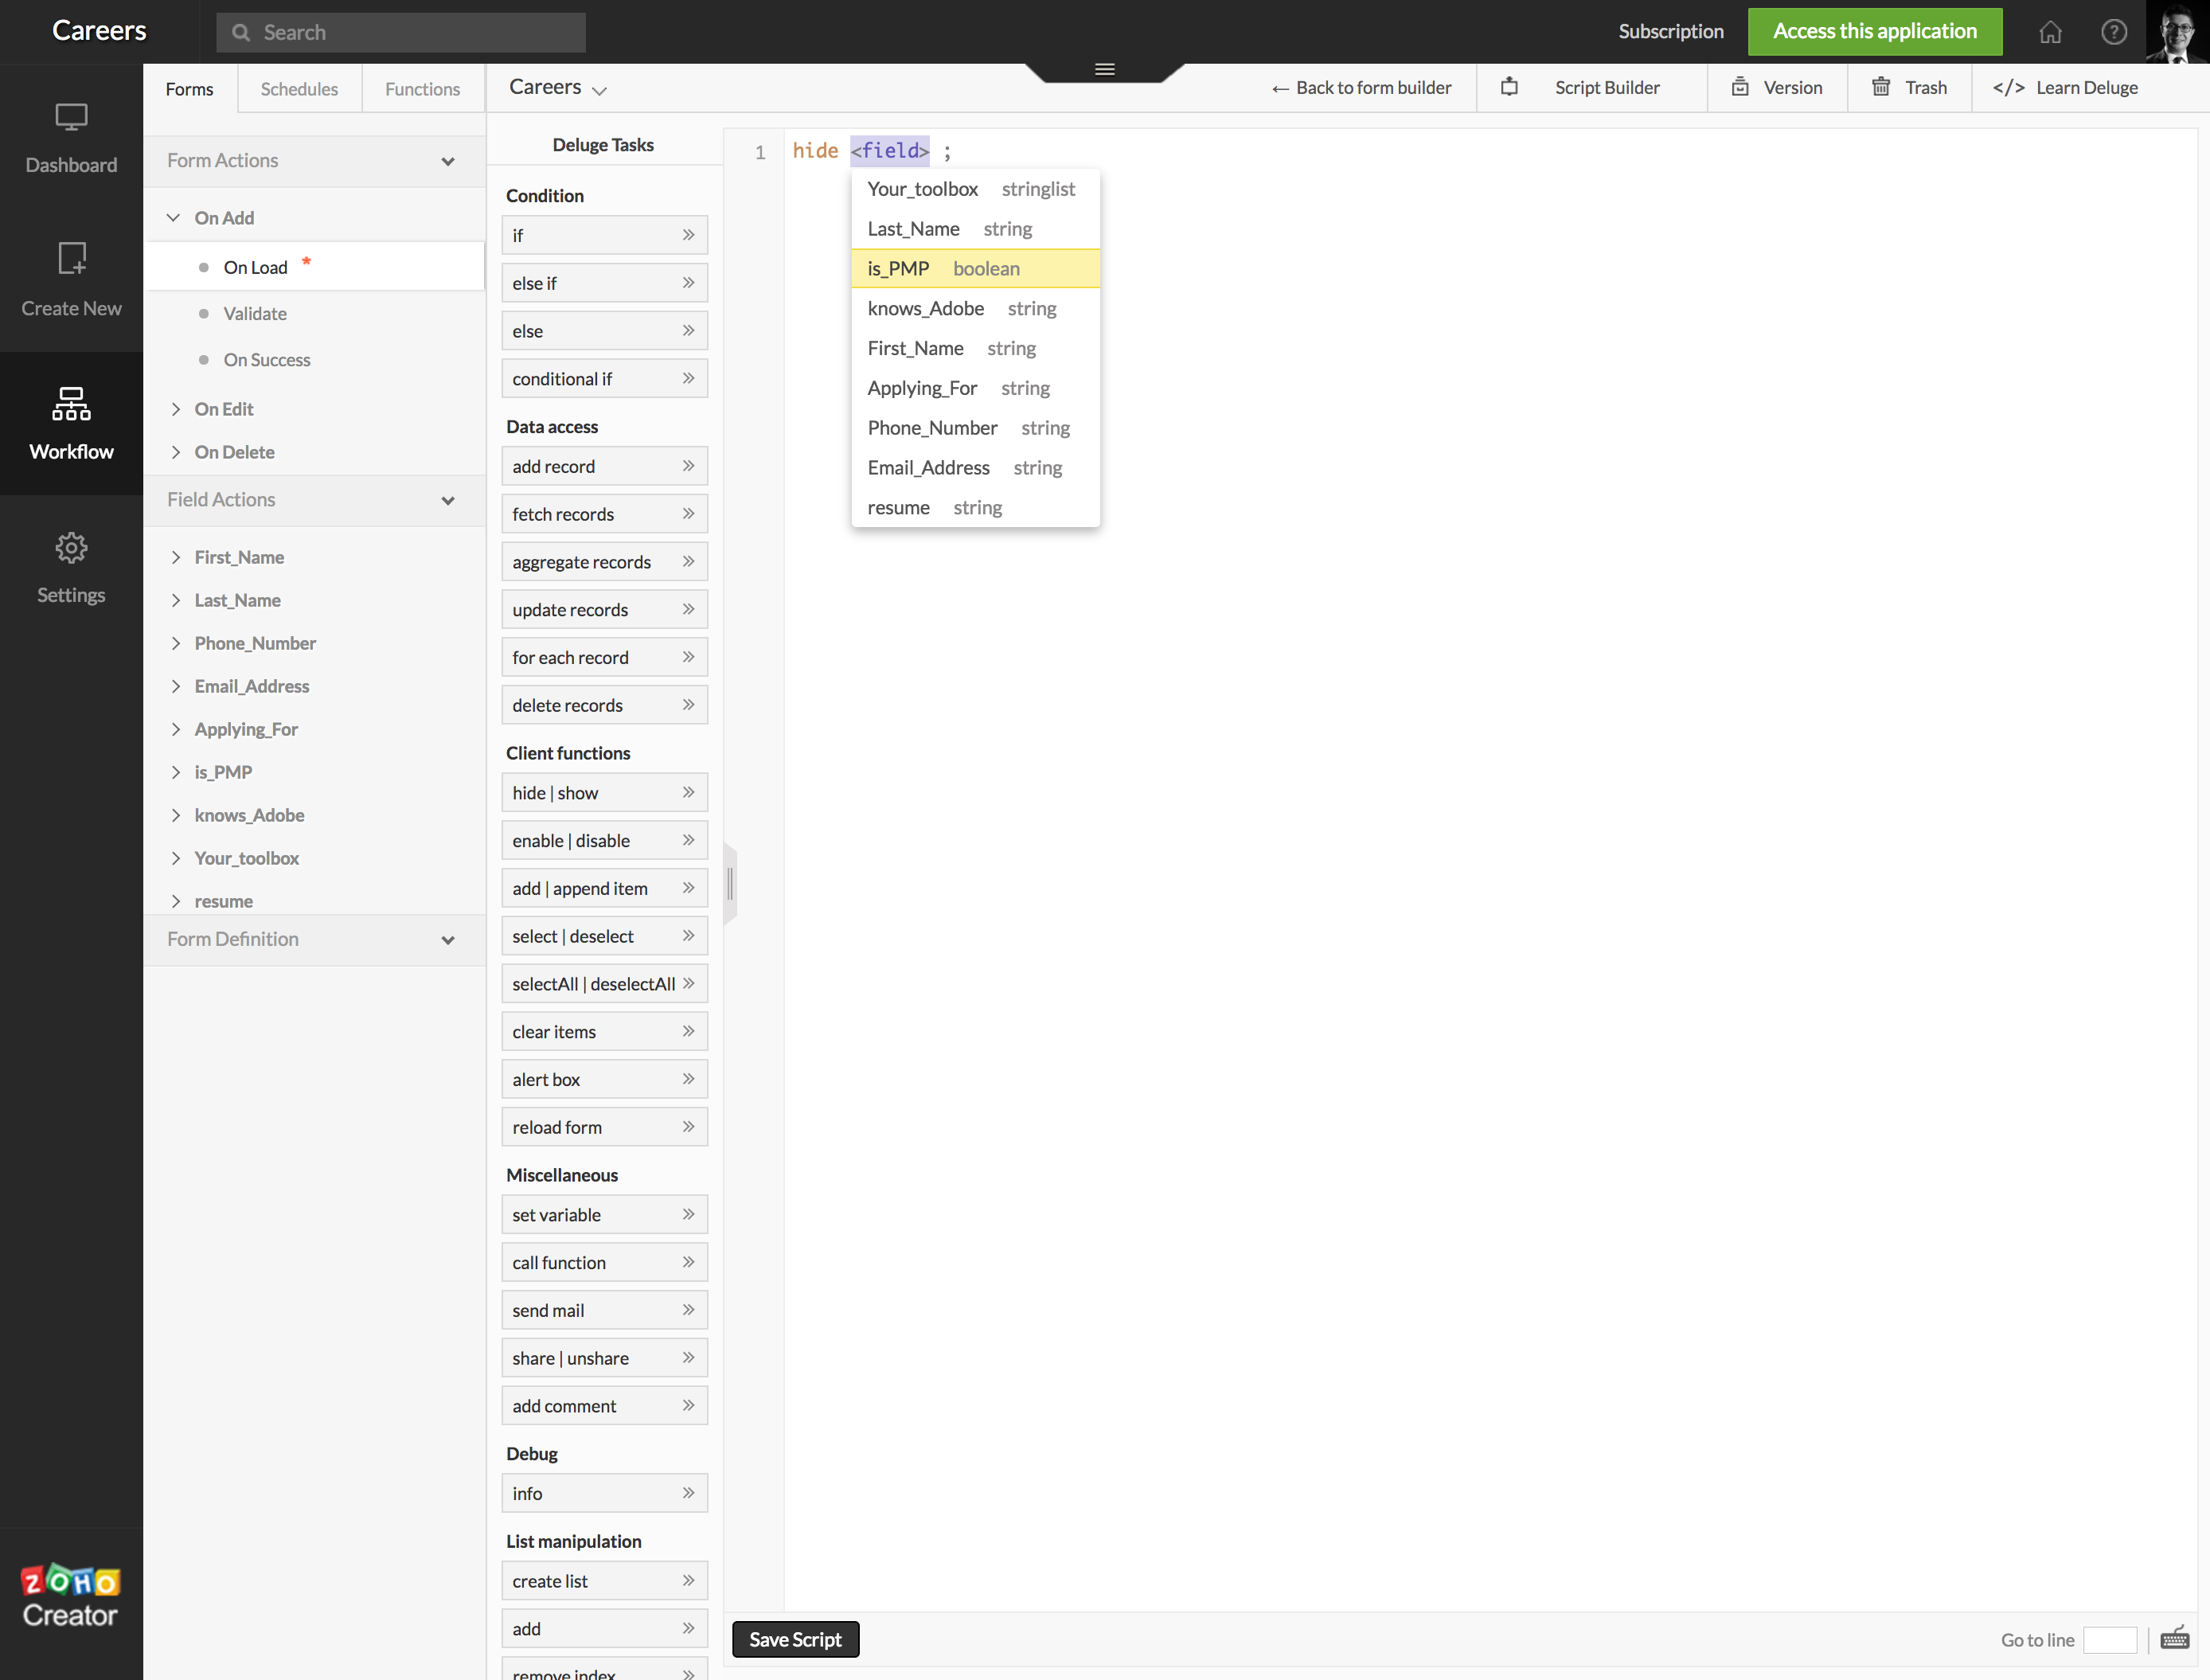 Careers
Search
Subscription
Access this application
Dashboard
Create New
Workflow
Settings
ZOHO
Creator
Forms
Schedules
Functions
Form Actions
On Add
On Load *
Validate
On Success
On Edit
On Delete
Field Actions
First_Name
Last_Name
Phone_Number
Email_Address
Applying_For
is_PMP
knows_Adobe
Your_toolbox
resume
Form Definition
Careers
← Back to form builder
Script Builder
Version
Trash
</> Learn Deluge
Deluge Tasks
Condition
if
else if
else
conditional if
Data access
add record
fetch records
aggregate records
update records
for each record
delete records
Client functions
hide | show
enable | disable
add | append item
select | deselect
selectAll | deselectAll
clear items
alert box
reload form
Miscellaneous
set variable
call function
send mail
share | unshare
add comment
Debug
info
List manipulation
create list
add
remove index
1 hide <field> ;
Your_toolbox stringlist
Last_Name string
is_PMP boolean
knows_Adobe string
First_Name string
Applying_For string
Phone_Number string
Email_Address string
resume string
Save Script
Go to line